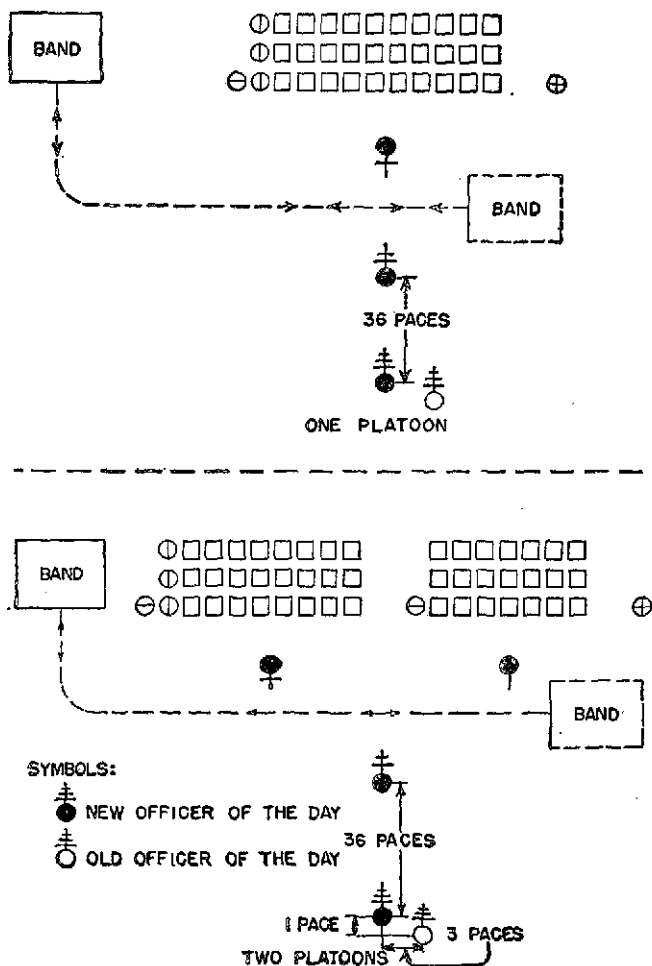 BAND
BAND
36 PACES
ONE PLATOON
BAND
BAND
SYMBOLS:
NEW OFFICER OF THE DAY
36 PACES
OLD OFFICER OF THE DAY
1 PACE
3 PACES
TWO PLATOONS